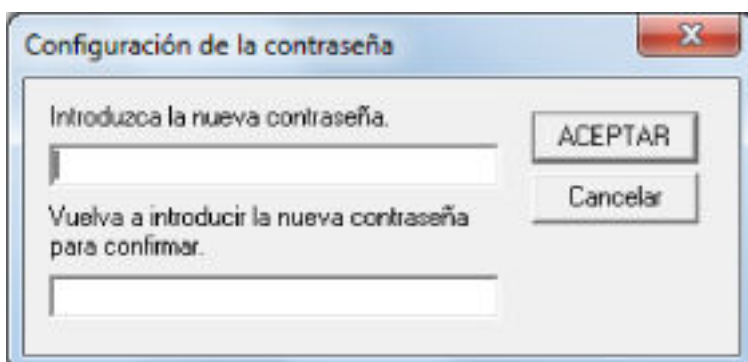 Configuración de la contraseña
Introduzca la nueva contraseña.
ACEPTAR
Cancelar
Vuelva a introducir la nueva contraseña
para confirmar.